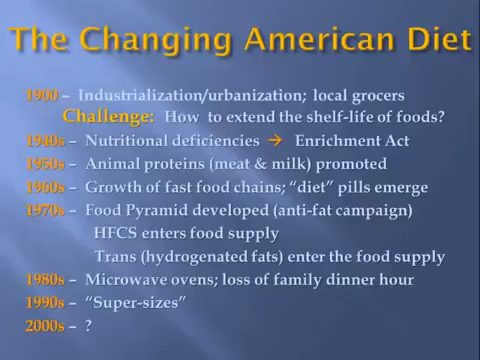 The Changing American Diet
1900 – Industrialization/urbanization; local grocers
Challenge: How to extend the shelf-life of foods?
1940s – Nutritional deficiencies → Enrichment Act
1950s – Animal proteins (meat & milk) promoted
1960s – Growth of fast food chains; “diet” pills emerge
1970s – Food Pyramid developed (anti-fat campaign)
HFCS enters food supply
Trans (hydrogenated fats) enter the food supply
1980s – Microwave ovens; loss of family dinner hour
1990s – “Super-sizes”
2000s – ?